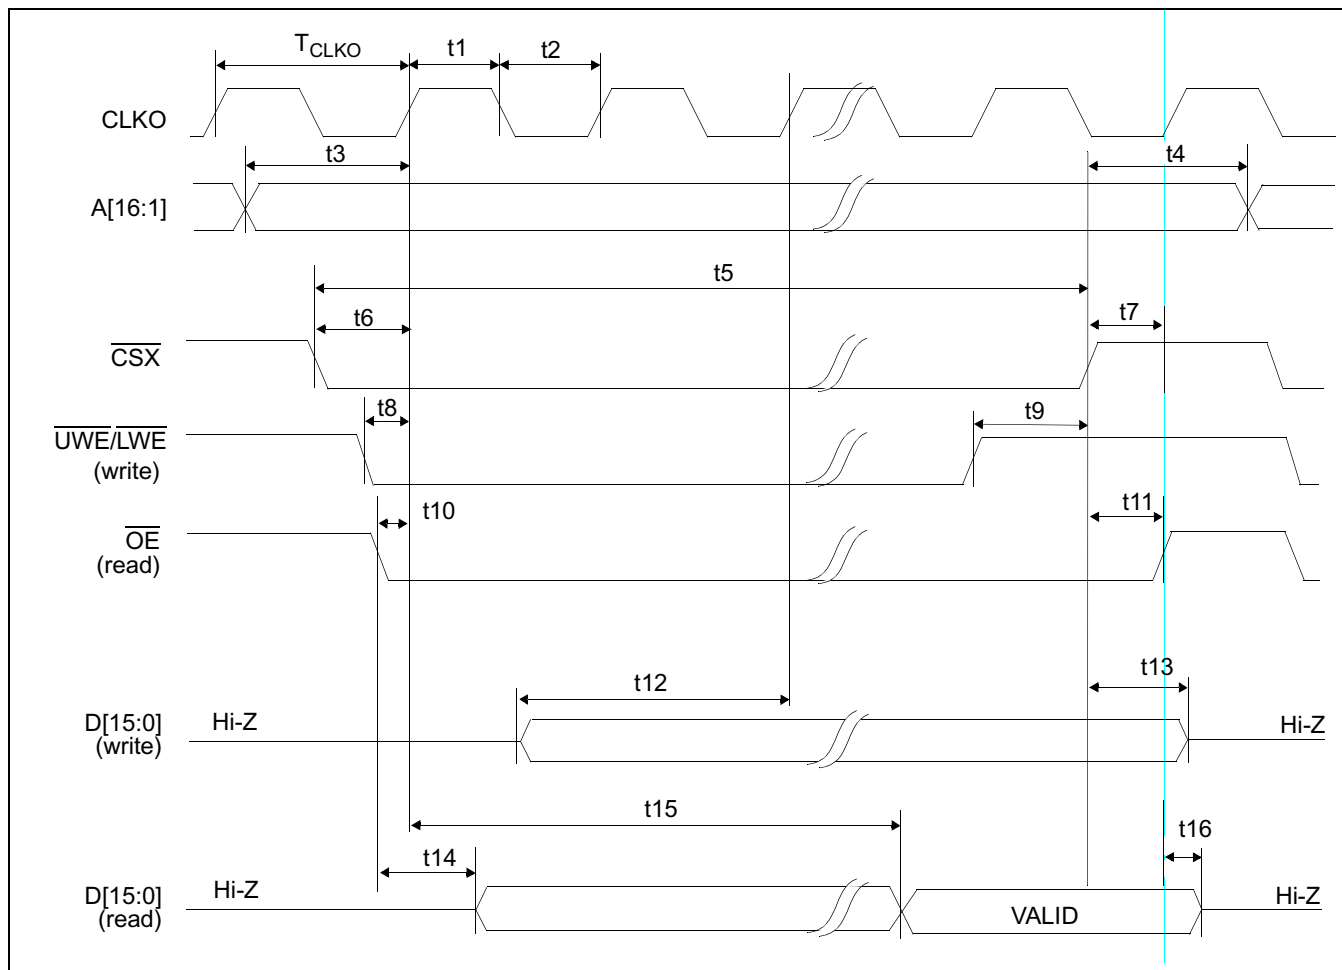 TCLKO
t1
t2
CLKO
t3
t4
A[16:1]
t5
t6
t7
CSX
t8
t9
UWE/LWE
(write)
t10
t11
OE
(read)
t12
t13
D[15:0]
(write)
Hi-Z
Hi-Z
t15
t16
t14
D[15:0]
(read)
Hi-Z
VALID
Hi-Z